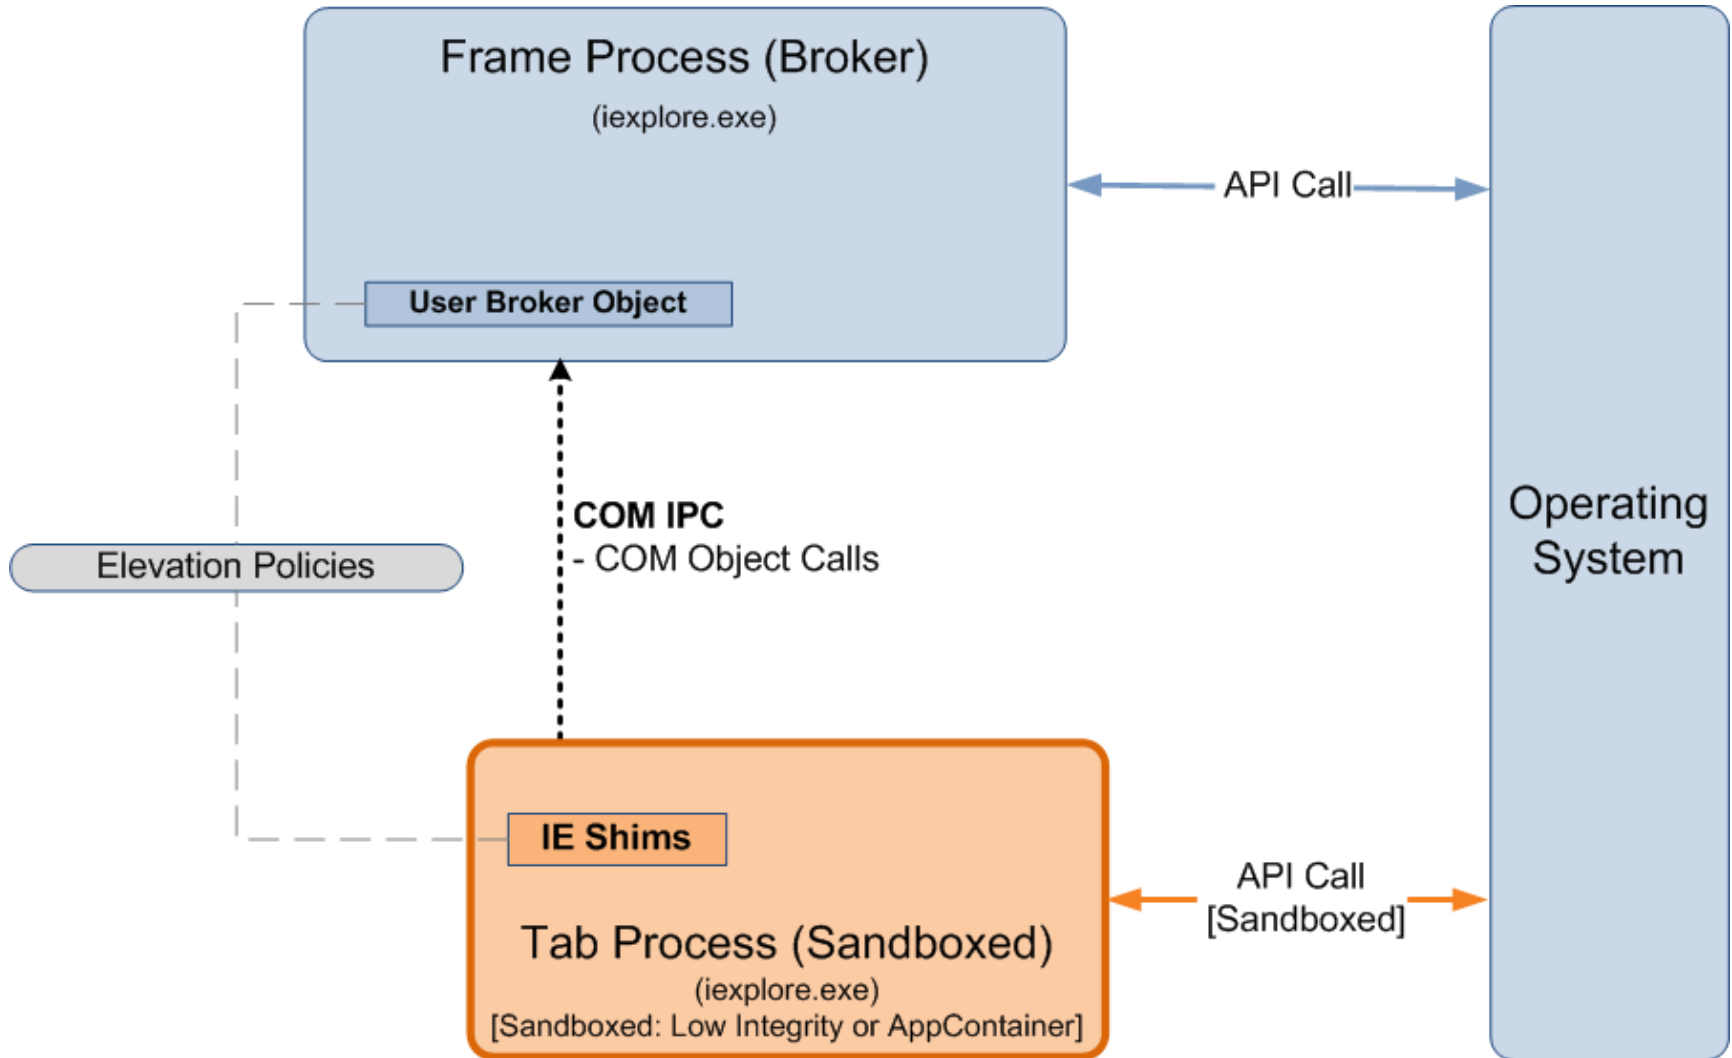 Frame Process (Broker)
(iexplore.exe)
API Call
User Broker Object
COM IPC
- COM Object Calls
Operating
System
Elevation Policies
IE Shims
API Call
[Sandboxed]
Tab Process (Sandboxed)
(iexplore.exe)
[Sandboxed: Low Integrity or AppContainer]